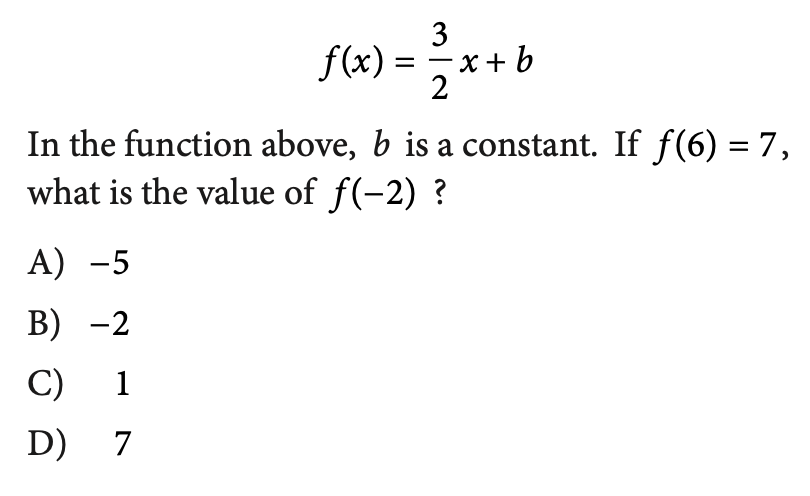 f(x) = 3/2 x + b
In the function above, b is a constant. If f(6) = 7,
what is the value of f(−2) ?
A) −5
B) −2
C) 1
D) 7